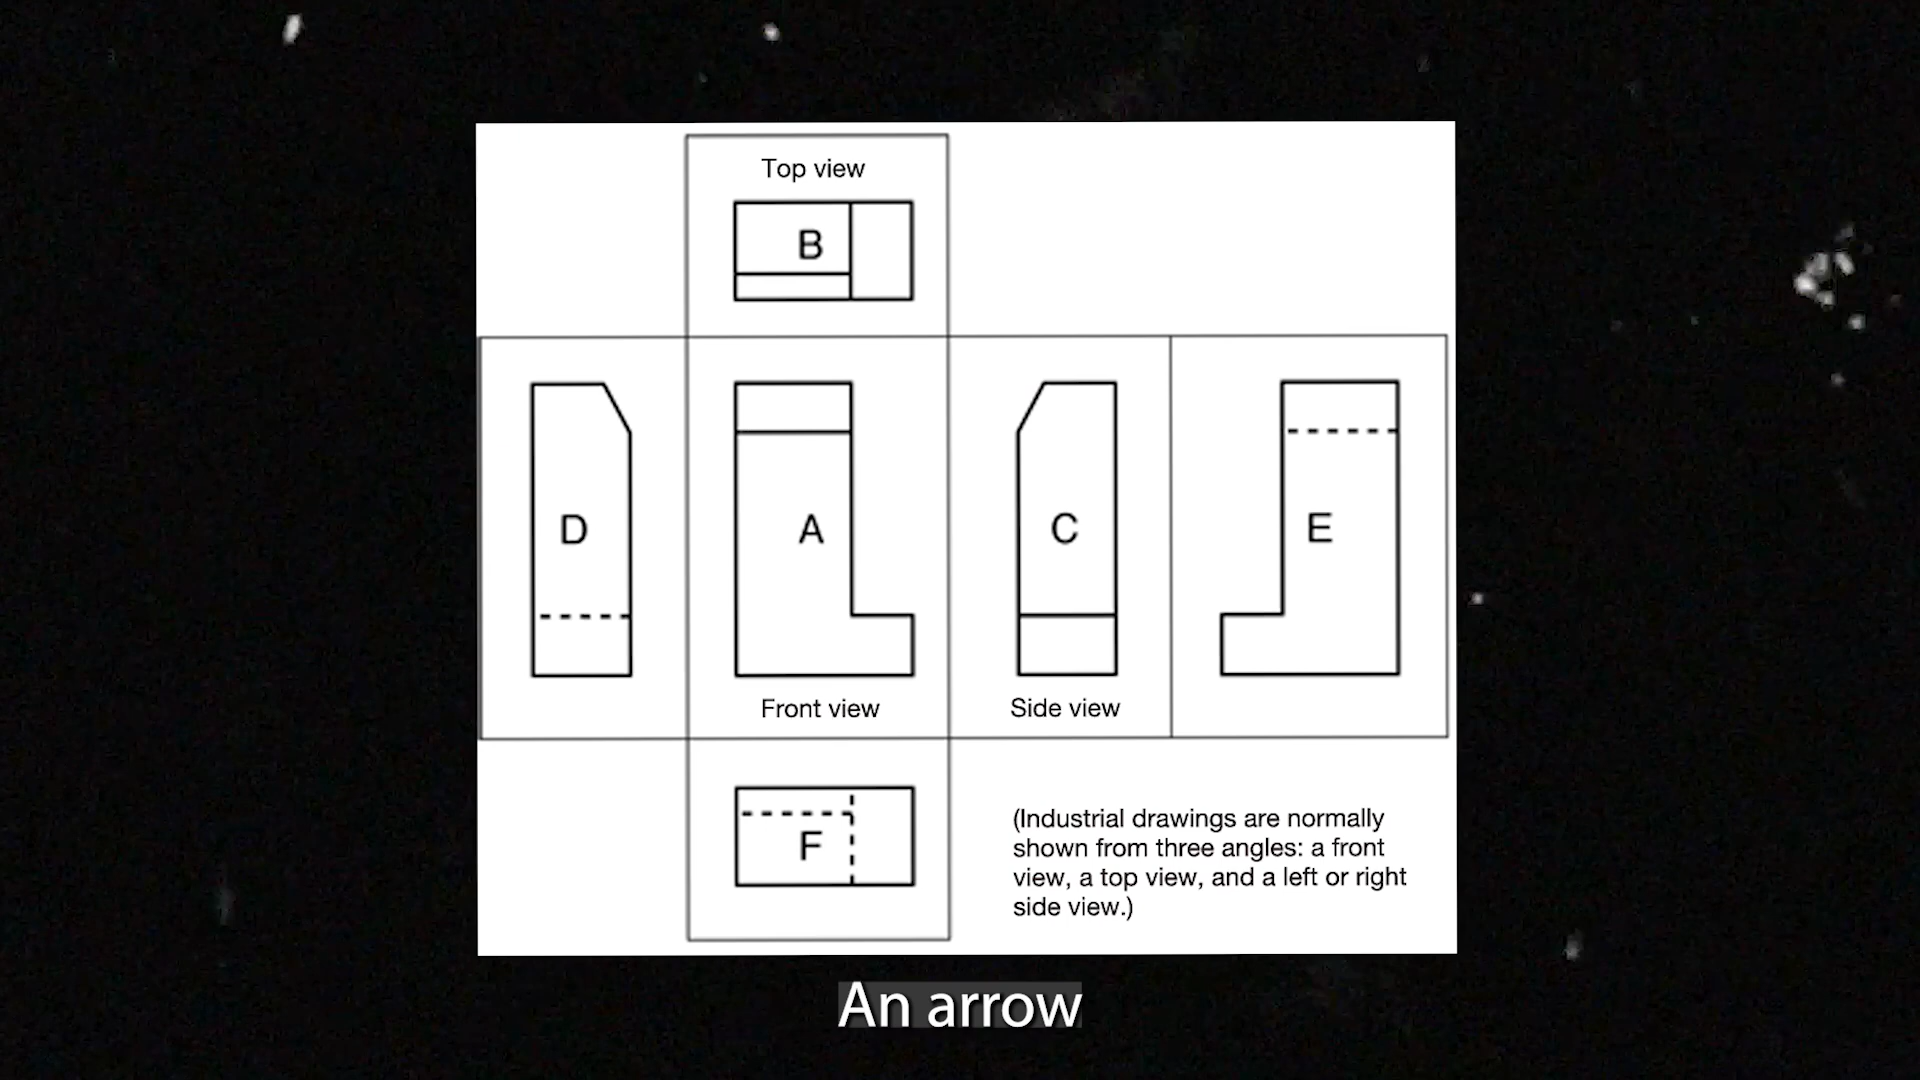 Top view
B
D
A
C
E
Front view
Side view
F
(Industrial drawings are normally
shown from three angles: a front
view, a top view, and a left or right
side view.)
An arrow